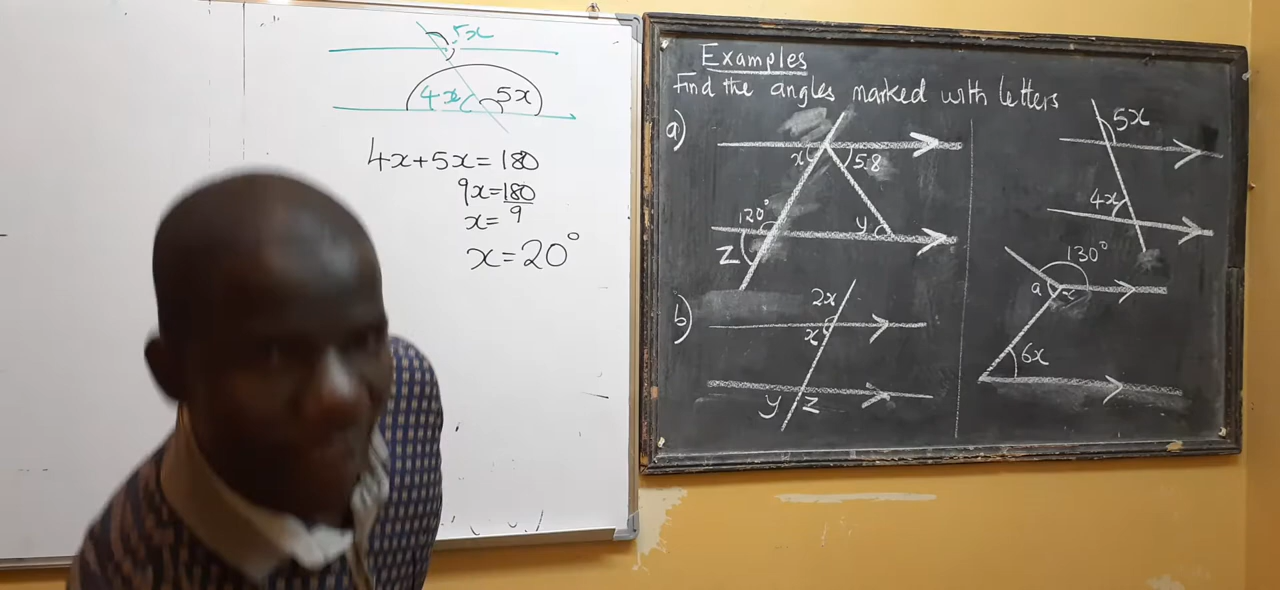 5x
4x 5x
4x+5x=180
9x=180
x= 9
x=20°
Examples
Find the angles marked with letters
a)
x 58
120° y
z
b)
2x
x
y z
5x
4x
130°
a x
6x